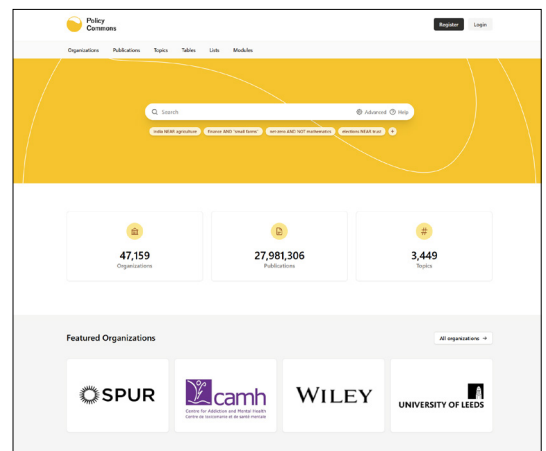 Policy
Commons
Register Login
Organizations Publications Topics Tables Lists Modules
Search Advanced Help
india NEAR agriculture finance AND "small farms" sciences AND NOT mathematics elections NEAR trust +
47,159
Organizations
27,981,306
Publications
#
3,449
Topics
Featured Organizations
All organizations →
SPUR
camh
Centre for Addiction and Mental Health
Centre de toxicomanie et de santé mentale
WILEY
UNIVERSITY OF LEEDS